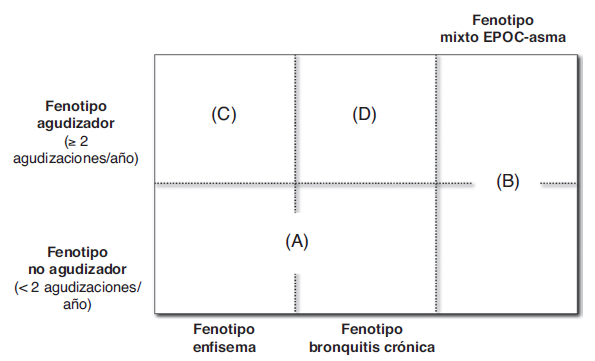 Fenotipo
mixto EPOC-asma
Fenotipo
agudizador
(≥ 2
agudizaciones/año)
(C)
(D)
(B)
(A)
Fenotipo
no agudizador
(< 2 agudizaciones/
año)
Fenotipo
enfisema
Fenotipo
bronquitis crónica